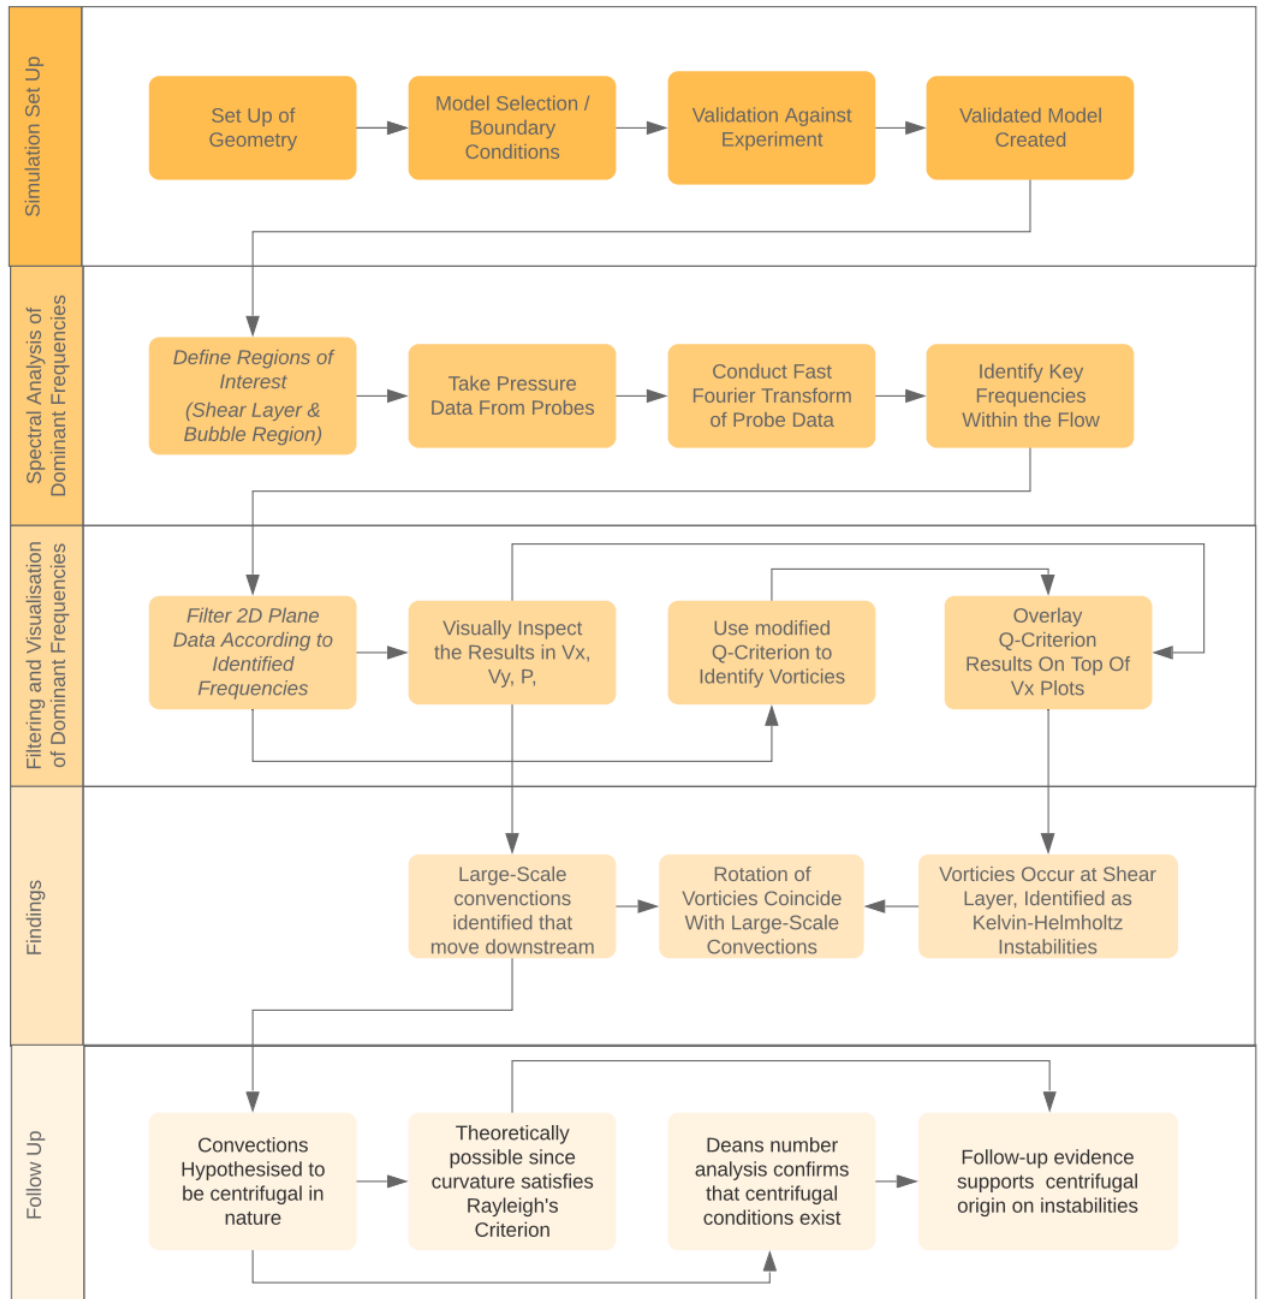 Simulation Set Up
Set Up of
Geometry
Model Selection /
Boundary
Conditions
Validation Against
Experiment
Validated Model
Created
Spectral Analysis of
Dominant Frequencies
Define Regions of
Interest
(Shear Layer &
Bubble Region)
Take Pressure
Data From Probes
Conduct Fast
Fourier Transform
of Probe Data
Identify Key
Frequencies
Within the Flow
Filtering and Visualisation
of Dominant Frequencies
Filter 2D Plane
Data According to
Identified
Frequencies
Visually Inspect
the Results in Vx,
Vy, P,
Use modified
Q-Criterion to
Identify Vorticies
Overlay
Q-Criterion
Results On Top Of
Vx Plots
Findings
Large-Scale
convenctions
identified that
move downstream
Rotation of
Vorticies Coincide
With Large-Scale
Convections
Vorticies Occur at Shear
Layer, Identified as
Kelvin-Helmholtz
Instabilities
Follow Up
Convections
Hypothesised to
be centrifugal in
nature
Theoretically
possible since
curvature satisfies
Rayleigh's
Criterion
Deans number
analysis confirms
that centrifugal
conditions exist
Follow-up evidence
supports centrifugal
origin on instabilities